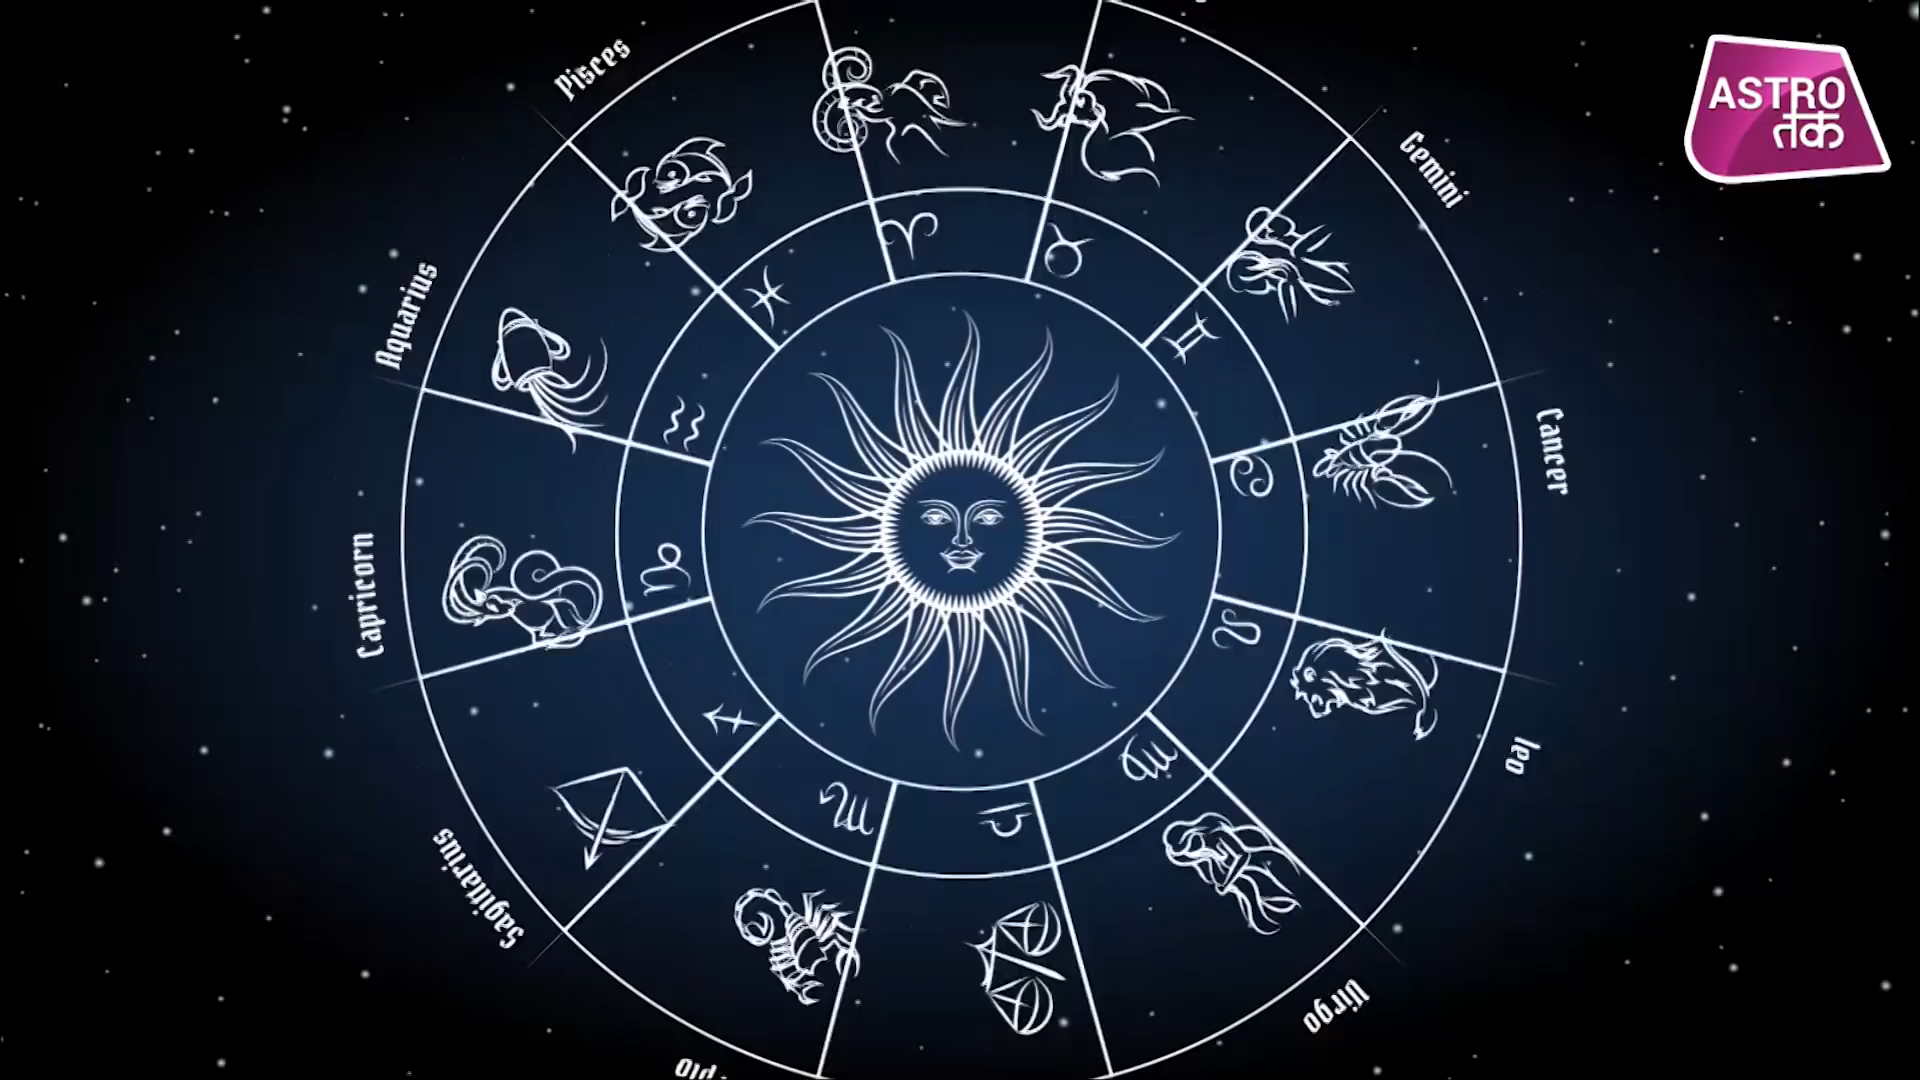 ASTRO
तक
Pisces
Gemini
Aquarius
Cancer
Capricorn
leo
Sagittarius
Virgo